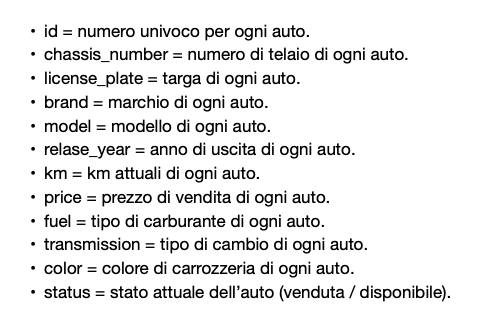 • id = numero univoco per ogni auto.
• chassis_number = numero di telaio di ogni auto.
• license_plate = targa di ogni auto.
• brand = marchio di ogni auto.
• model = modello di ogni auto.
• relase_year = anno di uscita di ogni auto.
• km = km attuali di ogni auto.
• price = prezzo di vendita di ogni auto.
• fuel = tipo di carburante di ogni auto.
• transmission = tipo di cambio di ogni auto.
• color = colore di carrozzeria di ogni auto.
• status = stato attuale dell’auto (venduta / disponibile).